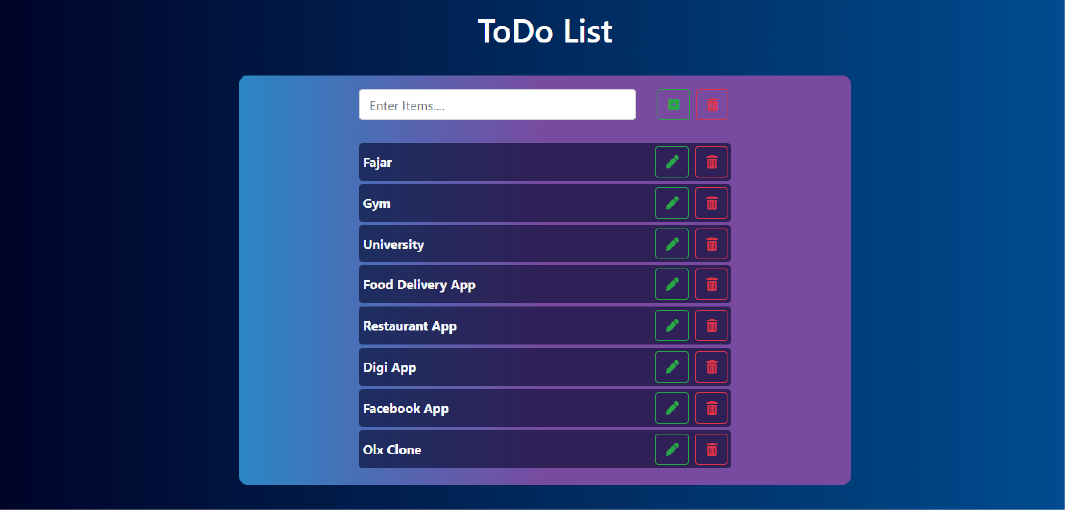 ToDo List
Enter Items....
Fajar
Gym
University
Food Delivery App
Restaurant App
Digi App
Facebook App
Olx Clone